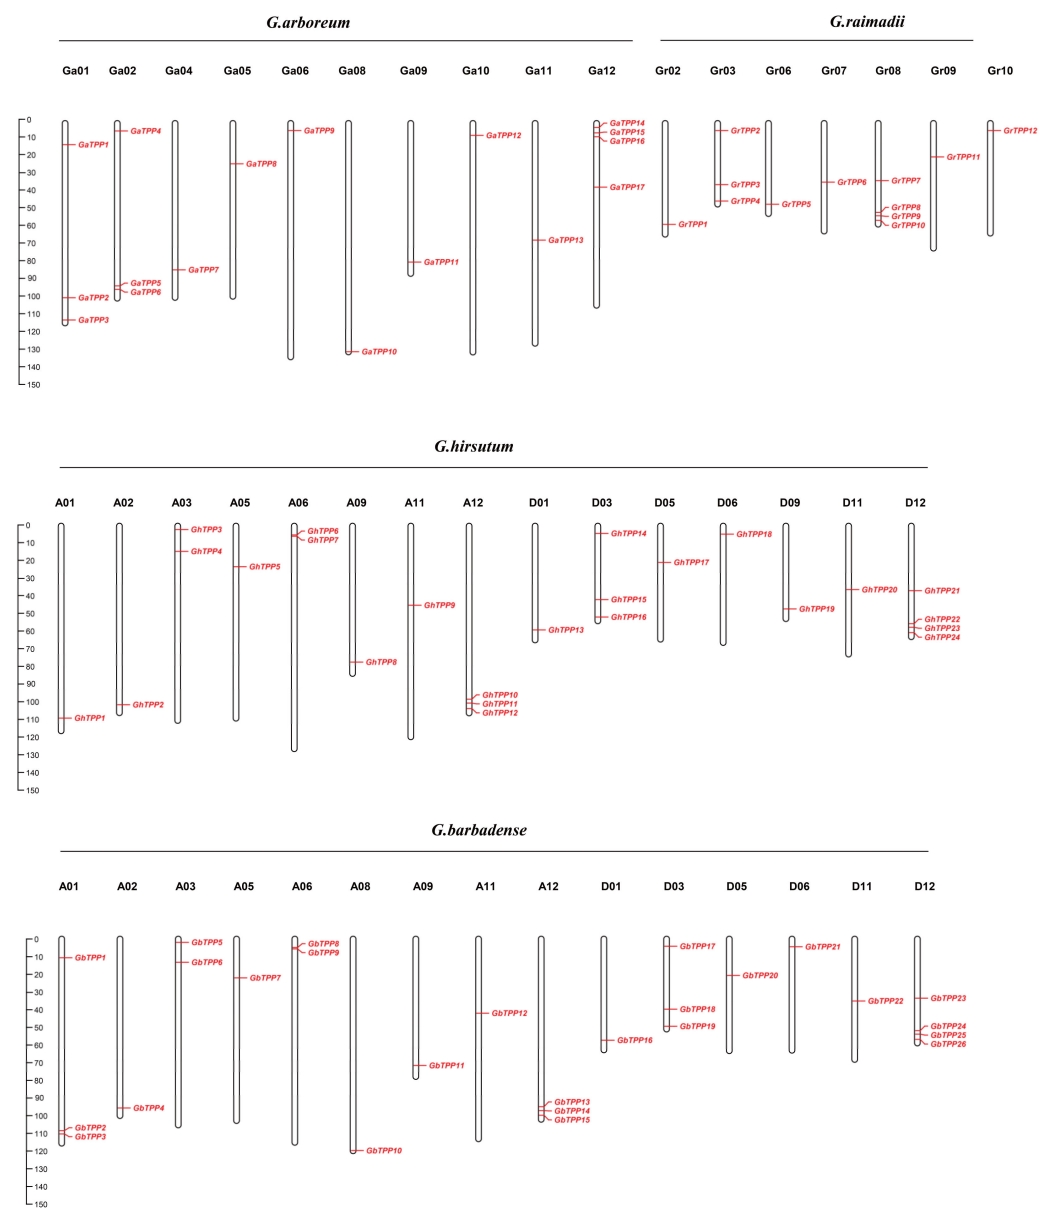 G.arboreum G.raimadii
Ga01 Ga02 Ga04 Ga05 Ga06 Ga08 Ga09 Ga10 Ga11 Ga12 Gr02 Gr03 Gr06 Gr07 Gr08 Gr09 Gr10
0
10
20
30
40
50
60
70
80
90
100
110
120
130
140
150
GaTPP1
GaTPP2
GaTPP3
GaTPP4
GaTPP5
GaTPP6
GaTPP7
GaTPP8
GaTPP9
GaTPP10
GaTPP11
GaTPP12
GaTPP13
GaTPP14
GaTPP15
GaTPP16
GaTPP17
GrTPP1
GrTPP2
GrTPP3
GrTPP4
GrTPP5
GrTPP6
GrTPP7
GrTPP8
GrTPP9
GrTPP10
GrTPP11
GrTPP12
G.hirsutum
A01 A02 A03 A05 A06 A09 A11 A12 D01 D03 D05 D06 D09 D11 D12
0
10
20
30
40
50
60
70
80
90
100
110
120
130
140
150
GhTPP1
GhTPP2
GhTPP3
GhTPP4
GhTPP5
GhTPP6
GhTPP7
GhTPP8
GhTPP9
GhTPP10
GhTPP11
GhTPP12
GhTPP13
GhTPP14
GhTPP15
GhTPP16
GhTPP17
GhTPP18
GhTPP19
GhTPP20
GhTPP21
GhTPP22
GhTPP23
GhTPP24
G.barbadense
A01 A02 A03 A05 A06 A08 A09 A11 A12 D01 D03 D05 D06 D11 D12
0
10
20
30
40
50
60
70
80
90
100
110
120
130
140
150
GbTPP1
GbTPP2
GbTPP3
GbTPP4
GbTPP5
GbTPP6
GbTPP7
GbTPP8
GbTPP9
GbTPP10
GbTPP11
GbTPP12
GbTPP13
GbTPP14
GbTPP15
GbTPP16
GbTPP17
GbTPP18
GbTPP19
GbTPP20
GbTPP21
GbTPP22
GbTPP23
GbTPP24
GbTPP25
GbTPP26